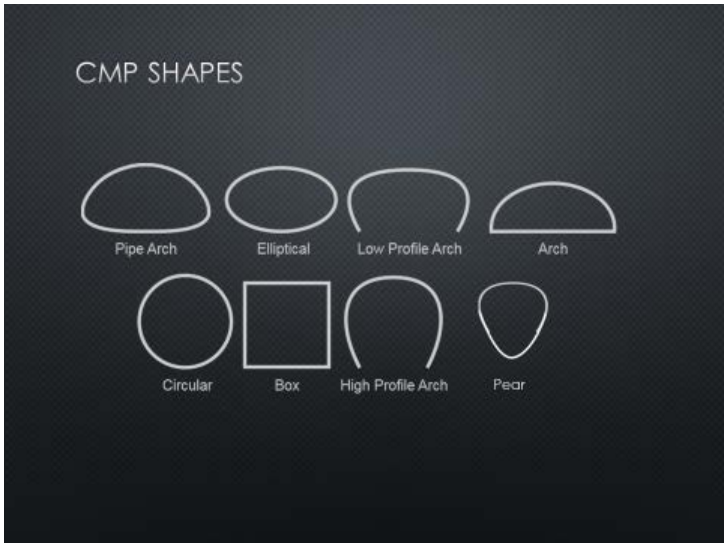 CMP SHAPES
Pipe Arch
Elliptical
Low Profile Arch
Arch
Circular
Box
High Profile Arch
Pear